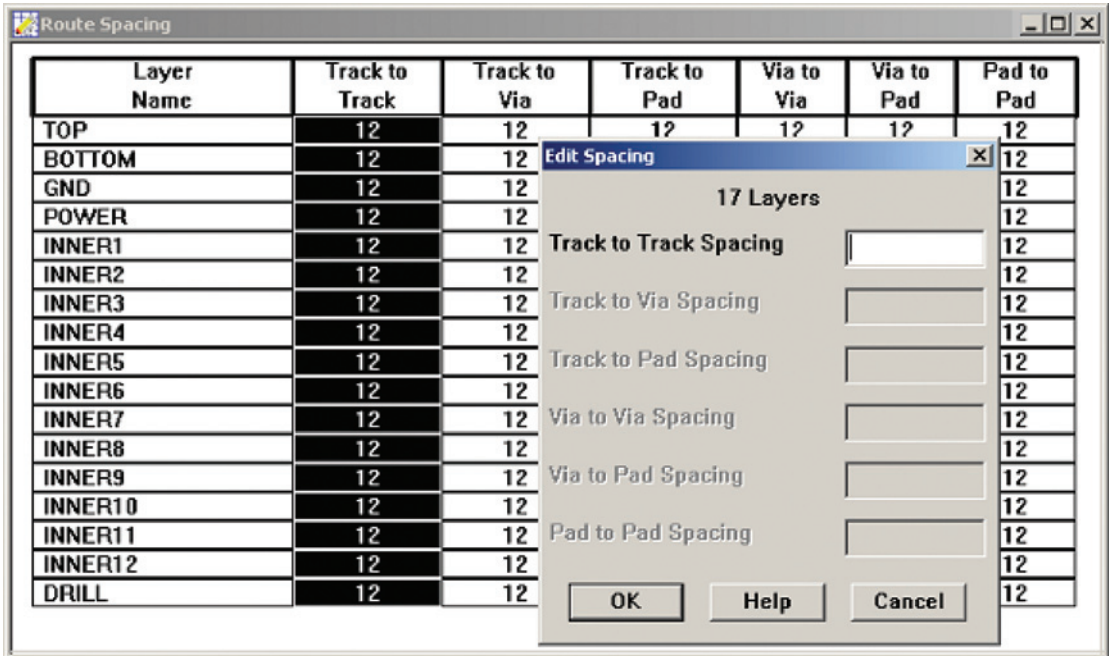 Route Spacing
Layer Name Track to Track Track to Via Track to Pad Via to Via Via to Pad Pad to Pad
TOP 12 12 12 12 12 12
BOTTOM 12 12 12
GND 12 12 12
POWER 12 12 12
INNER1 12 12 12
INNER2 12 12 12
INNER3 12 12 12
INNER4 12 12 12
INNER5 12 12 12
INNER6 12 12 12
INNER7 12 12 12
INNER8 12 12 12
INNER9 12 12 12
INNER10 12 12 12
INNER11 12 12 12
INNER12 12 12 12
DRILL 12 12 12
Edit Spacing
17 Layers
Track to Track Spacing
Track to Via Spacing
Track to Pad Spacing
Via to Via Spacing
Via to Pad Spacing
Pad to Pad Spacing
OK Help Cancel